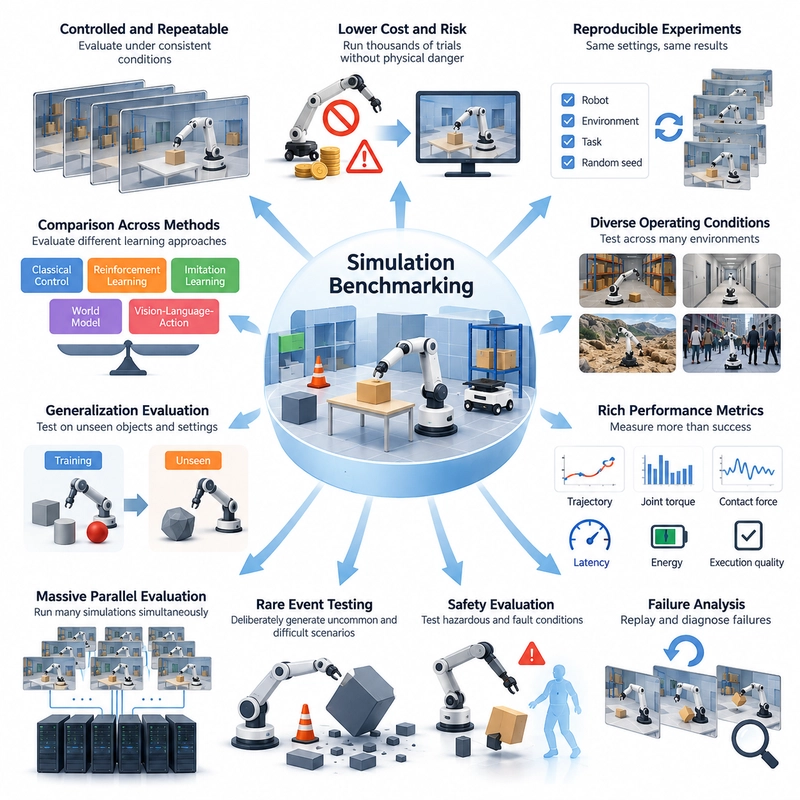 Controlled and Repeatable
Evaluate under consistent
conditions
Lower Cost and Risk
Run thousands of trials
without physical danger
Reproducible Experiments
Same settings, same results
Robot
Environment
Task
Random seed
Comparison Across Methods
Evaluate different learning approaches
Classical
Control
Reinforcement
Learning
Imitation
Learning
World
Model
Vision-Language-
Action
Simulation
Benchmarking
Diverse Operating Conditions
Test across many environments
Generalization Evaluation
Test on unseen objects and settings
Training
Unseen
Rich Performance Metrics
Measure more than success
Trajectory
Joint torque
Contact force
Latency
Energy
Execution quality
Massive Parallel Evaluation
Run many simulations simultaneously
Rare Event Testing
Deliberately generate uncommon and
difficult scenarios
Safety Evaluation
Test hazardous and fault conditions
Failure Analysis
Replay and diagnose failures